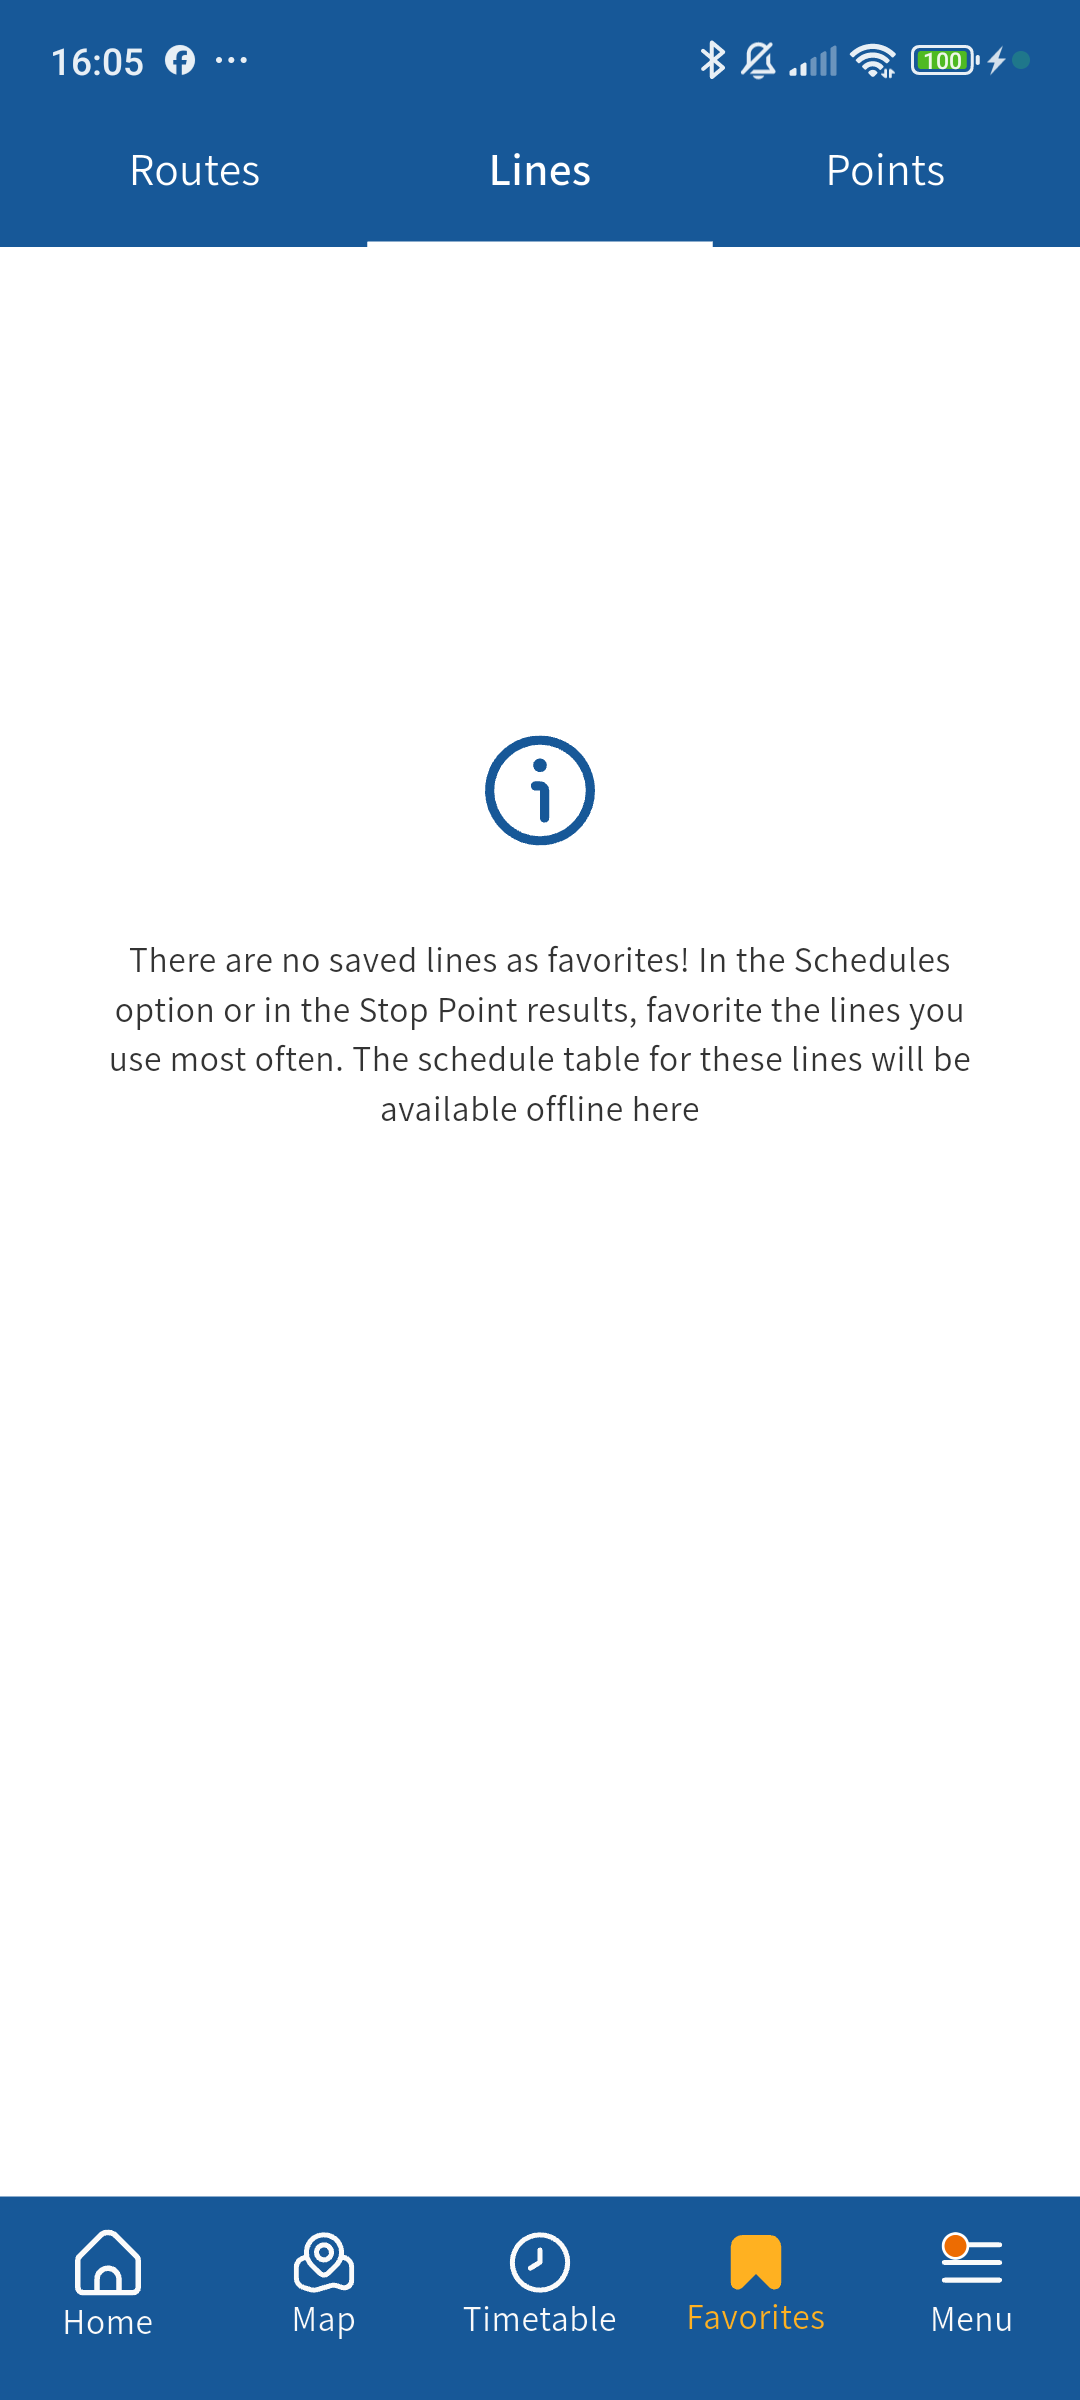 16:05
100
Routes
Lines
Points
There are no saved lines as favorites! In the Schedules
option or in the Stop Point results, favorite the lines you
use most often. The schedule table for these lines will be
available offline here
Home
Map
Timetable
Favorites
Menu